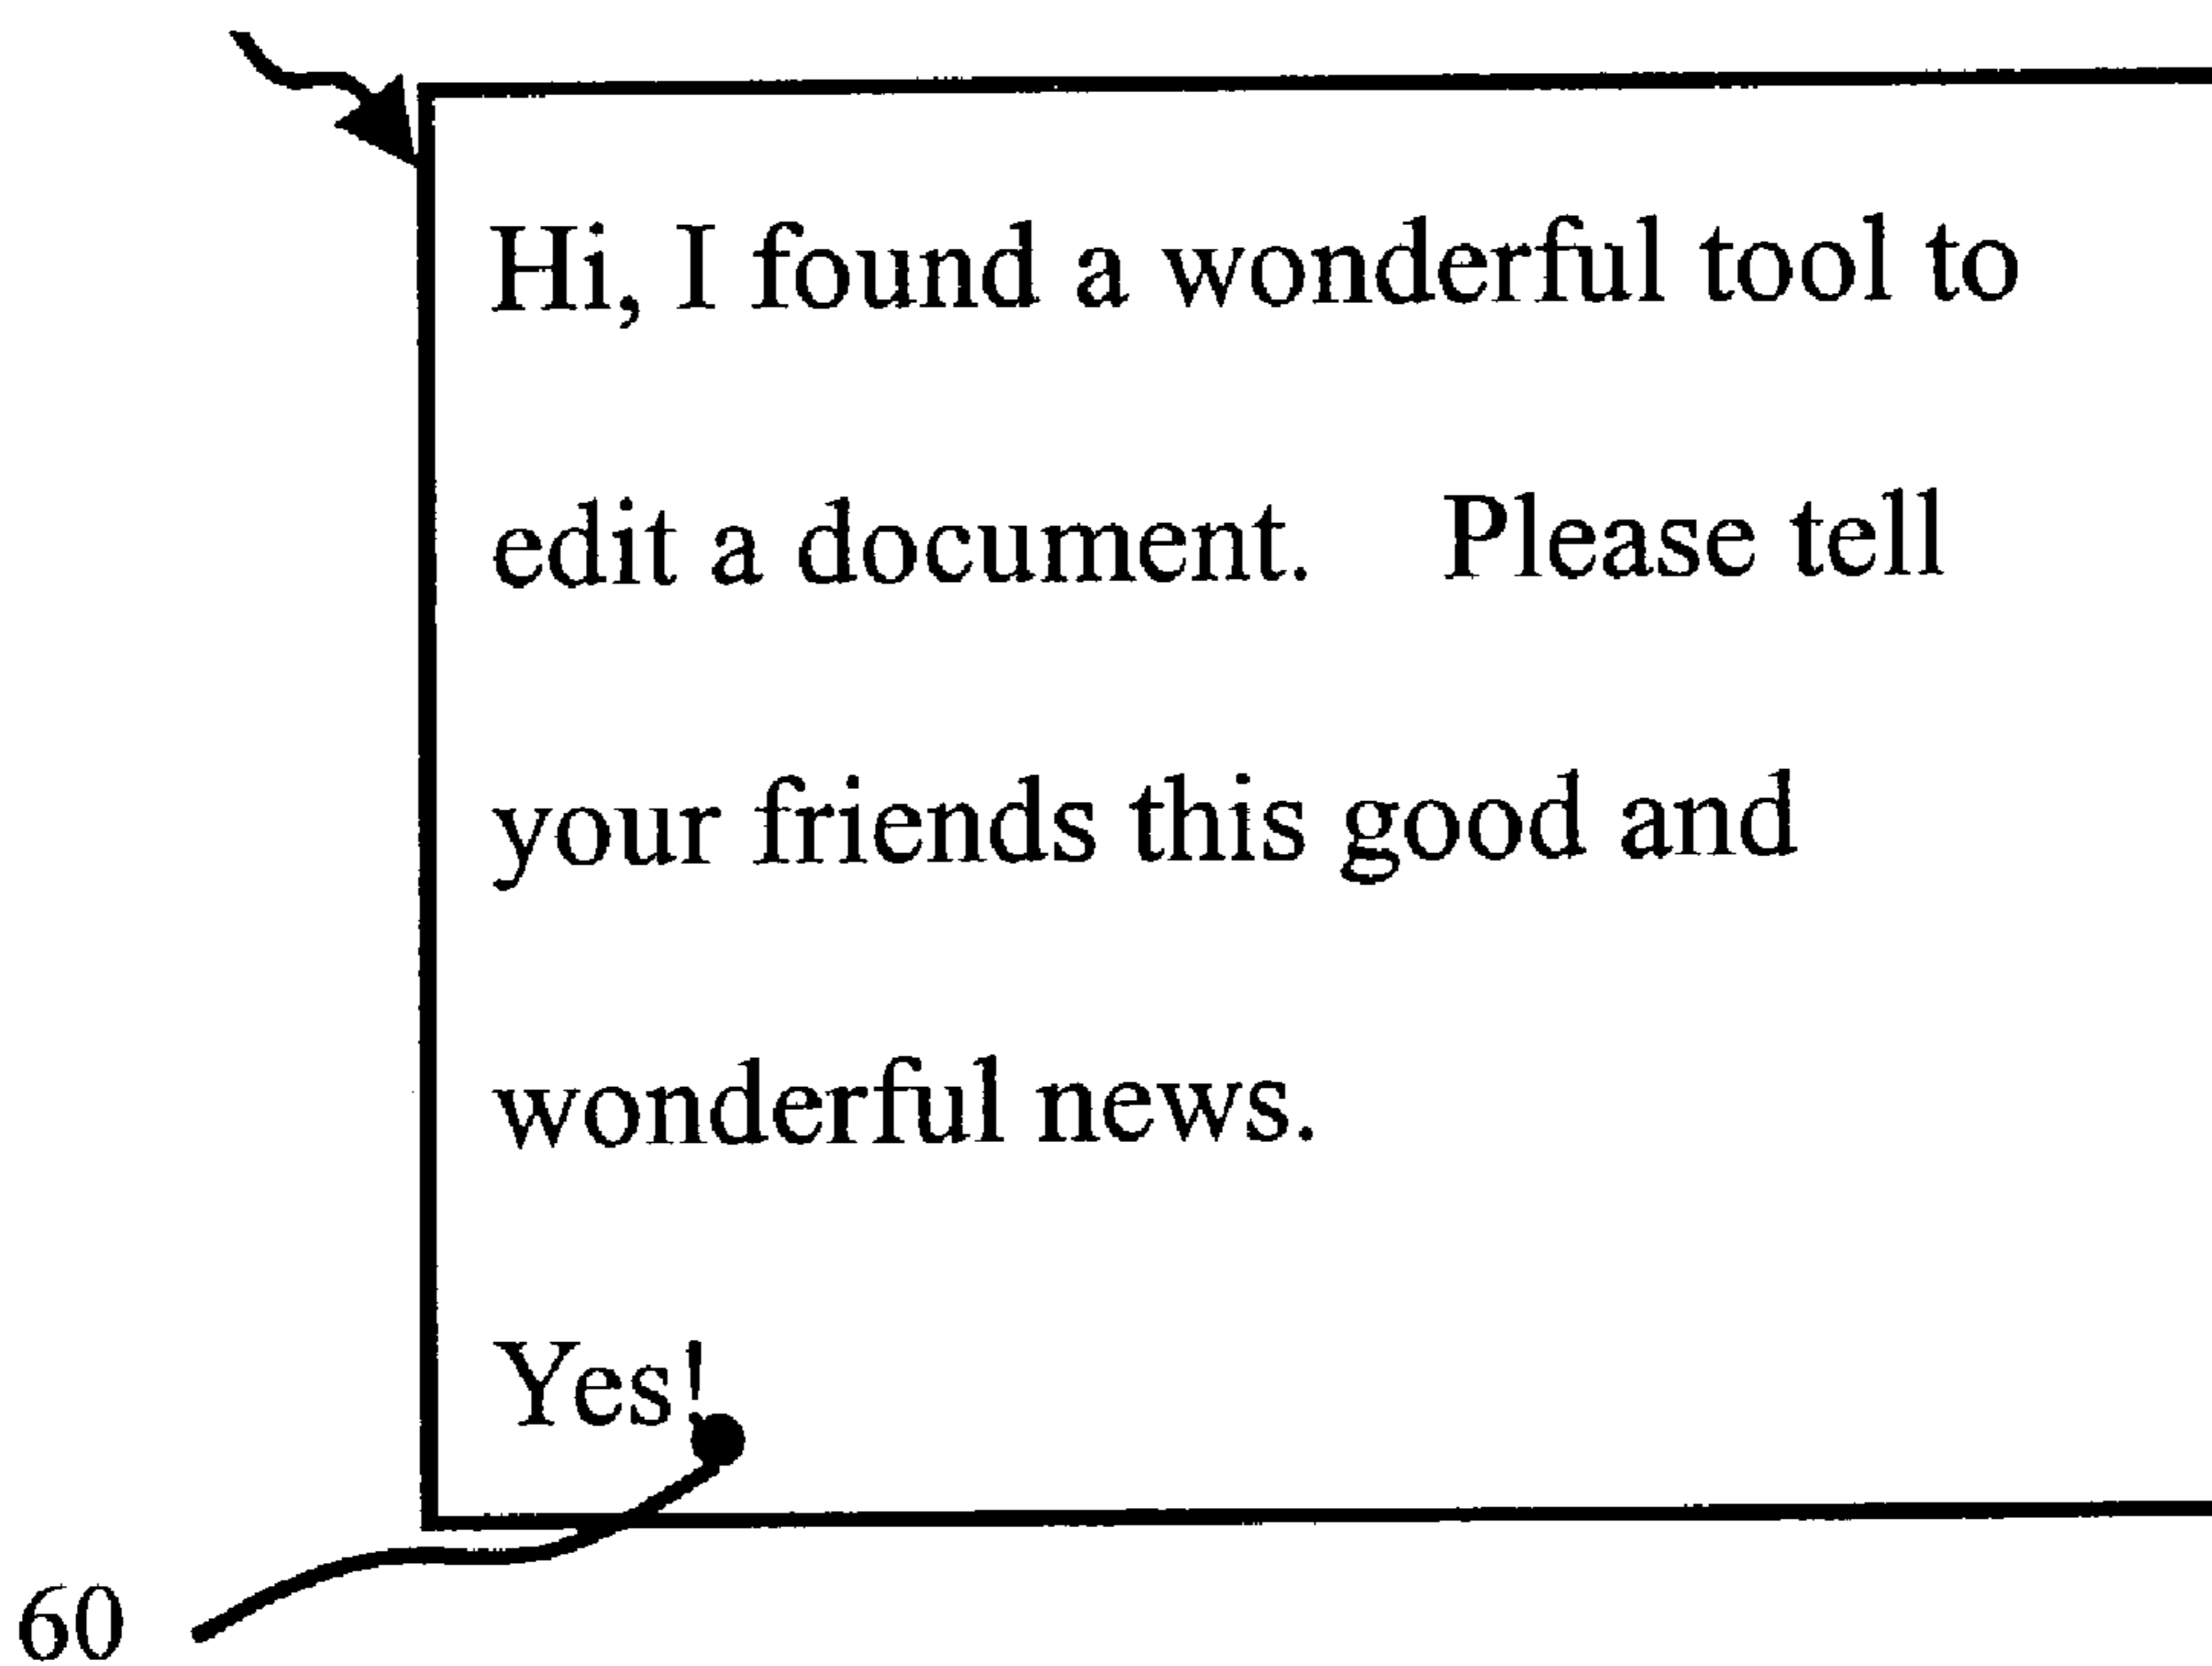 Hi, I found a wonderful tool to
edit a document.    Please tell
your friends this good and
wonderful news.
Yes!
60